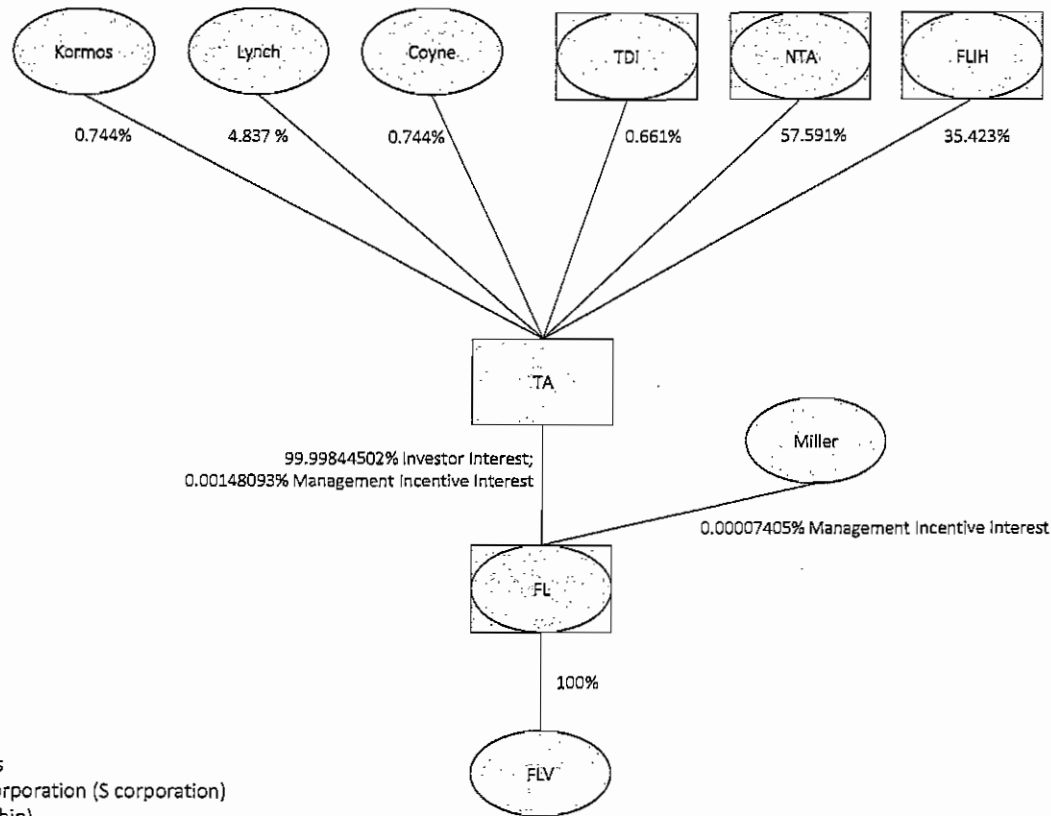 Kormos
Lynch
Coyne
TDI
NTA
FLIH
0.744%
4.837 %
0.744%
0.661%
57.591%
35.423%
TA
Miller
99.99844502% Investor Interest;
0.00148093% Management Incentive Interest
0.00007405% Management Incentive Interest
FL
100%
FLV
s
rporation (S corporation)
hip)